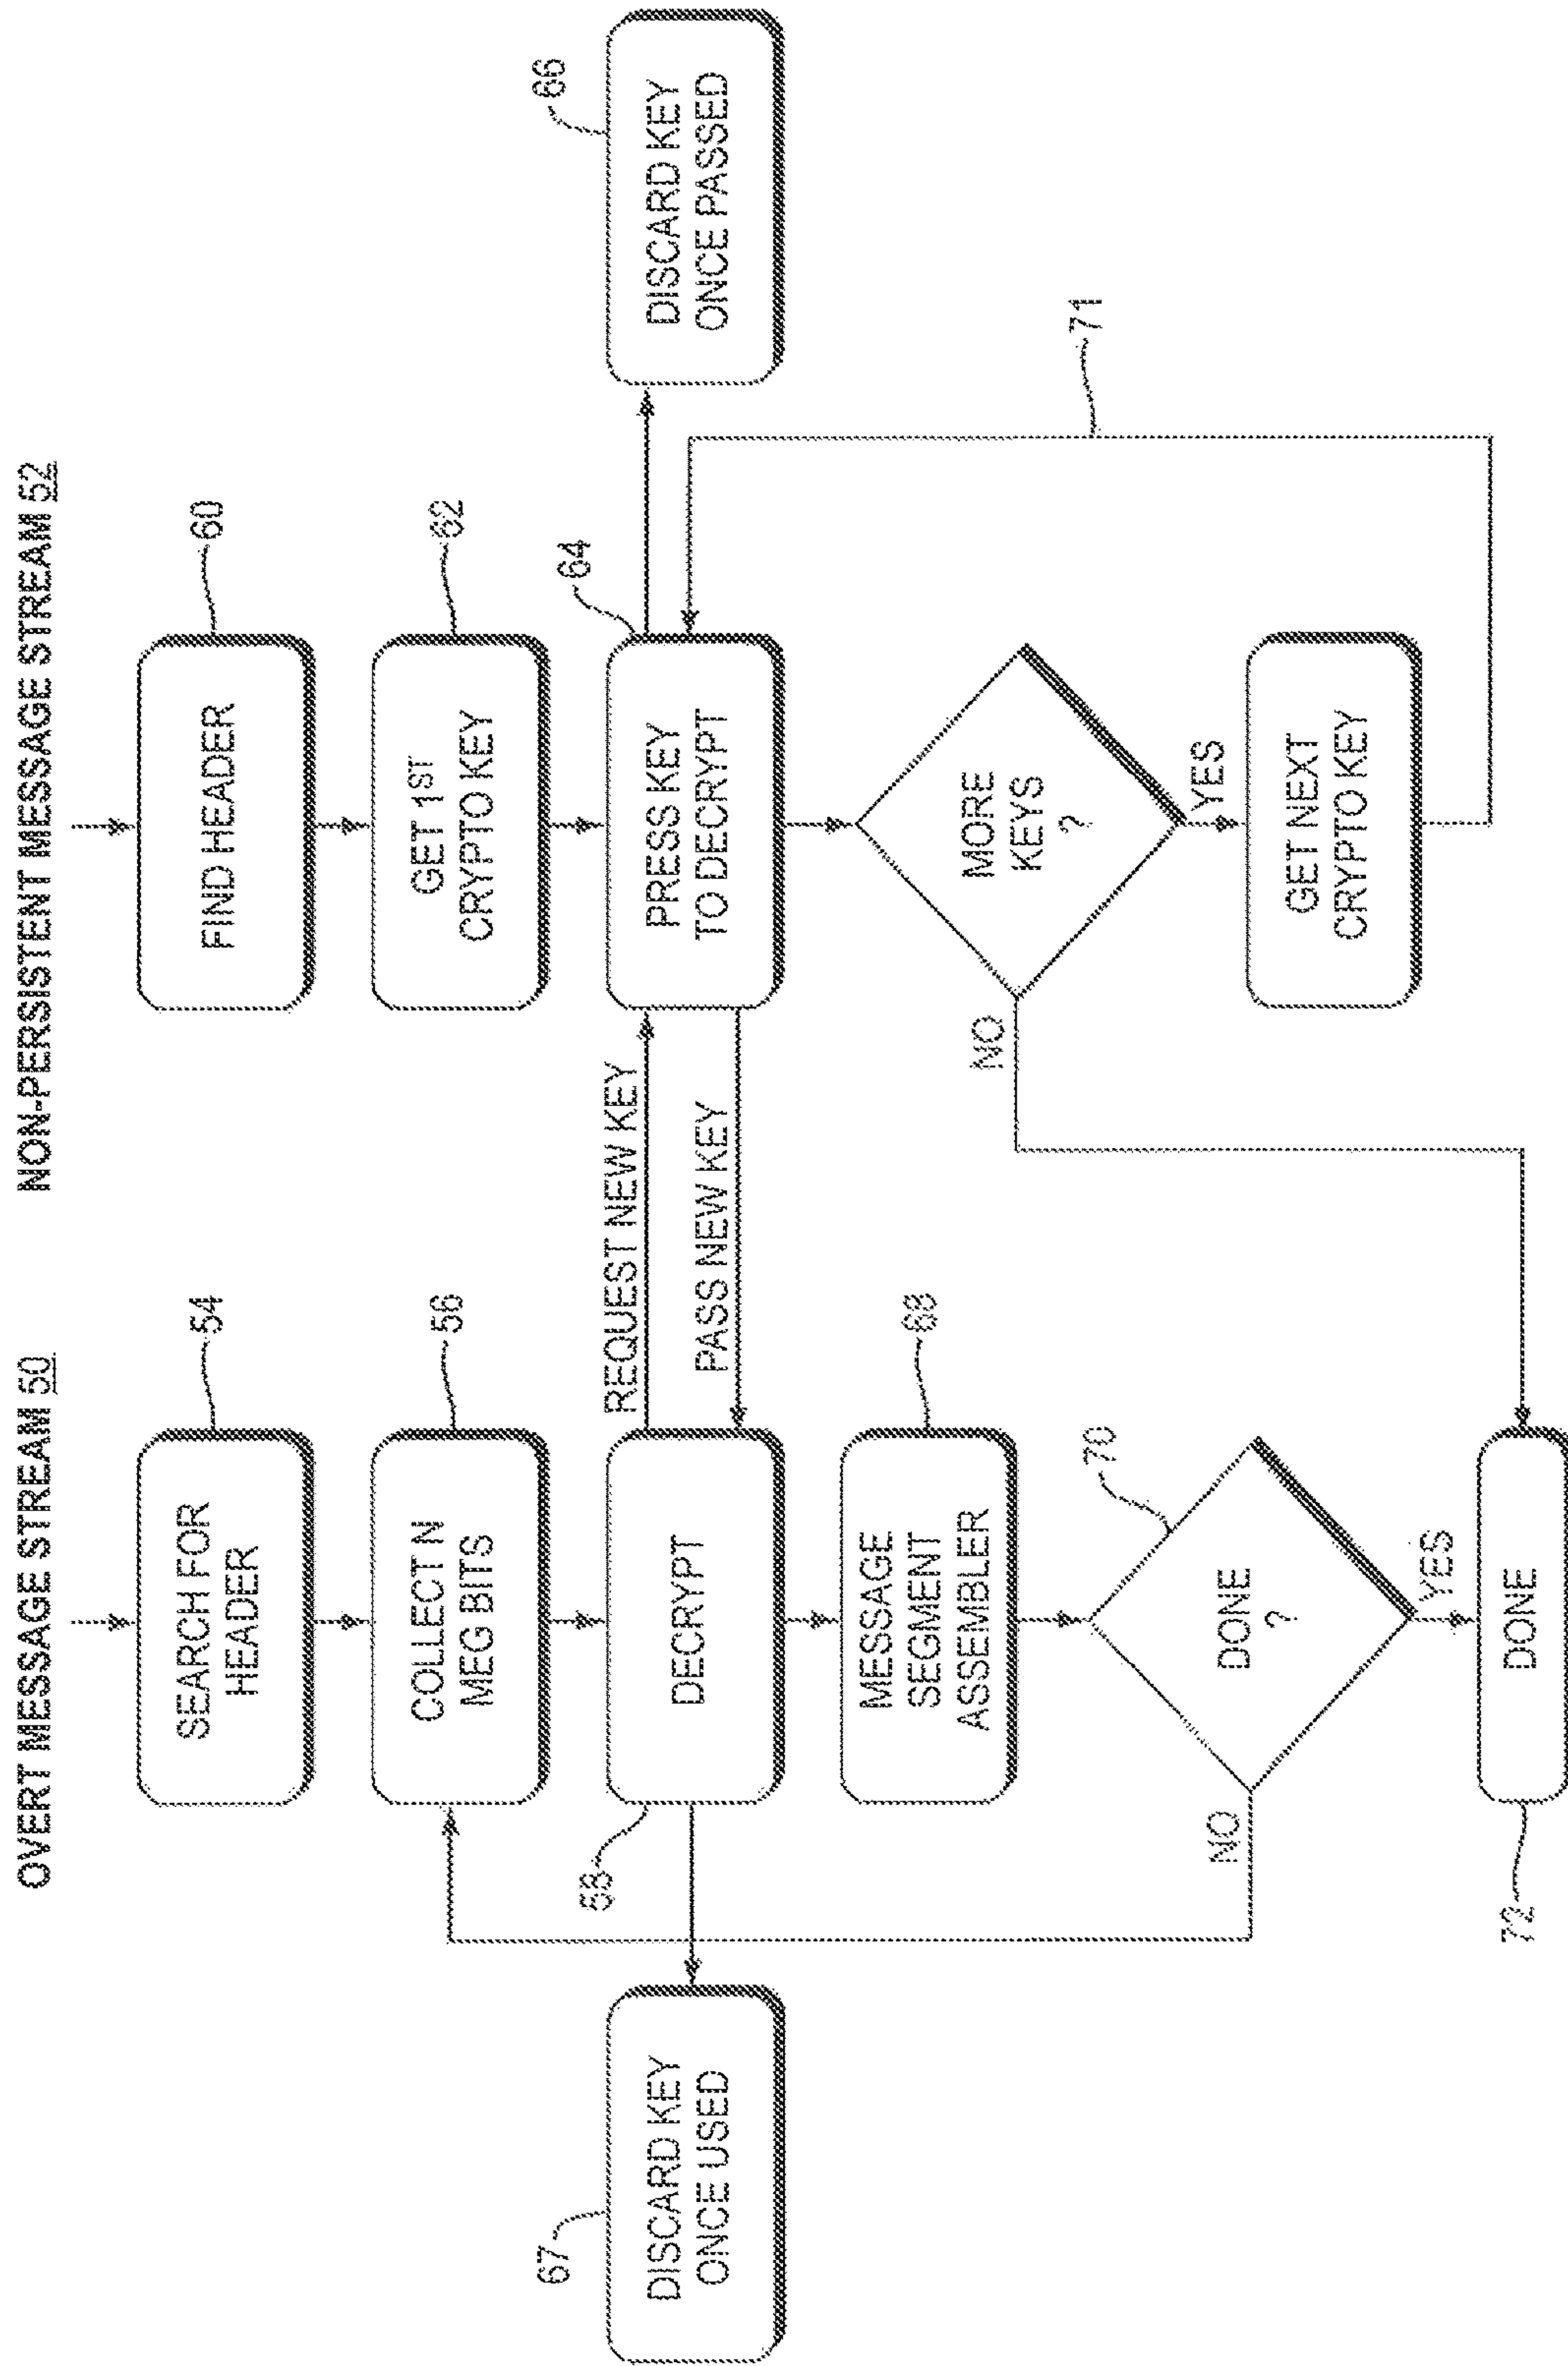 OVERT MESSAGE STREAM 50
NON-PERSISTENT MESSAGE STREAM 52
SEARCH FOR
HEADER
54
FIND HEADER
60
COLLECT N
MEG BITS
56
GET 1ST
CRYPTO KEY
62
67
DISCARD KEY
ONCE USED
58
DECRYPT
REQUEST NEW KEY
PASS NEW KEY
PRESS KEY
TO DECRYPT
64
DISCARD KEY
ONCE PASSED
66
MESSAGE
SEGMENT
ASSEMBLER
68
MORE
KEYS
?
NO
YES
71
DONE
?
70
NO
YES
GET NEXT
CRYPTO KEY
DONE
72